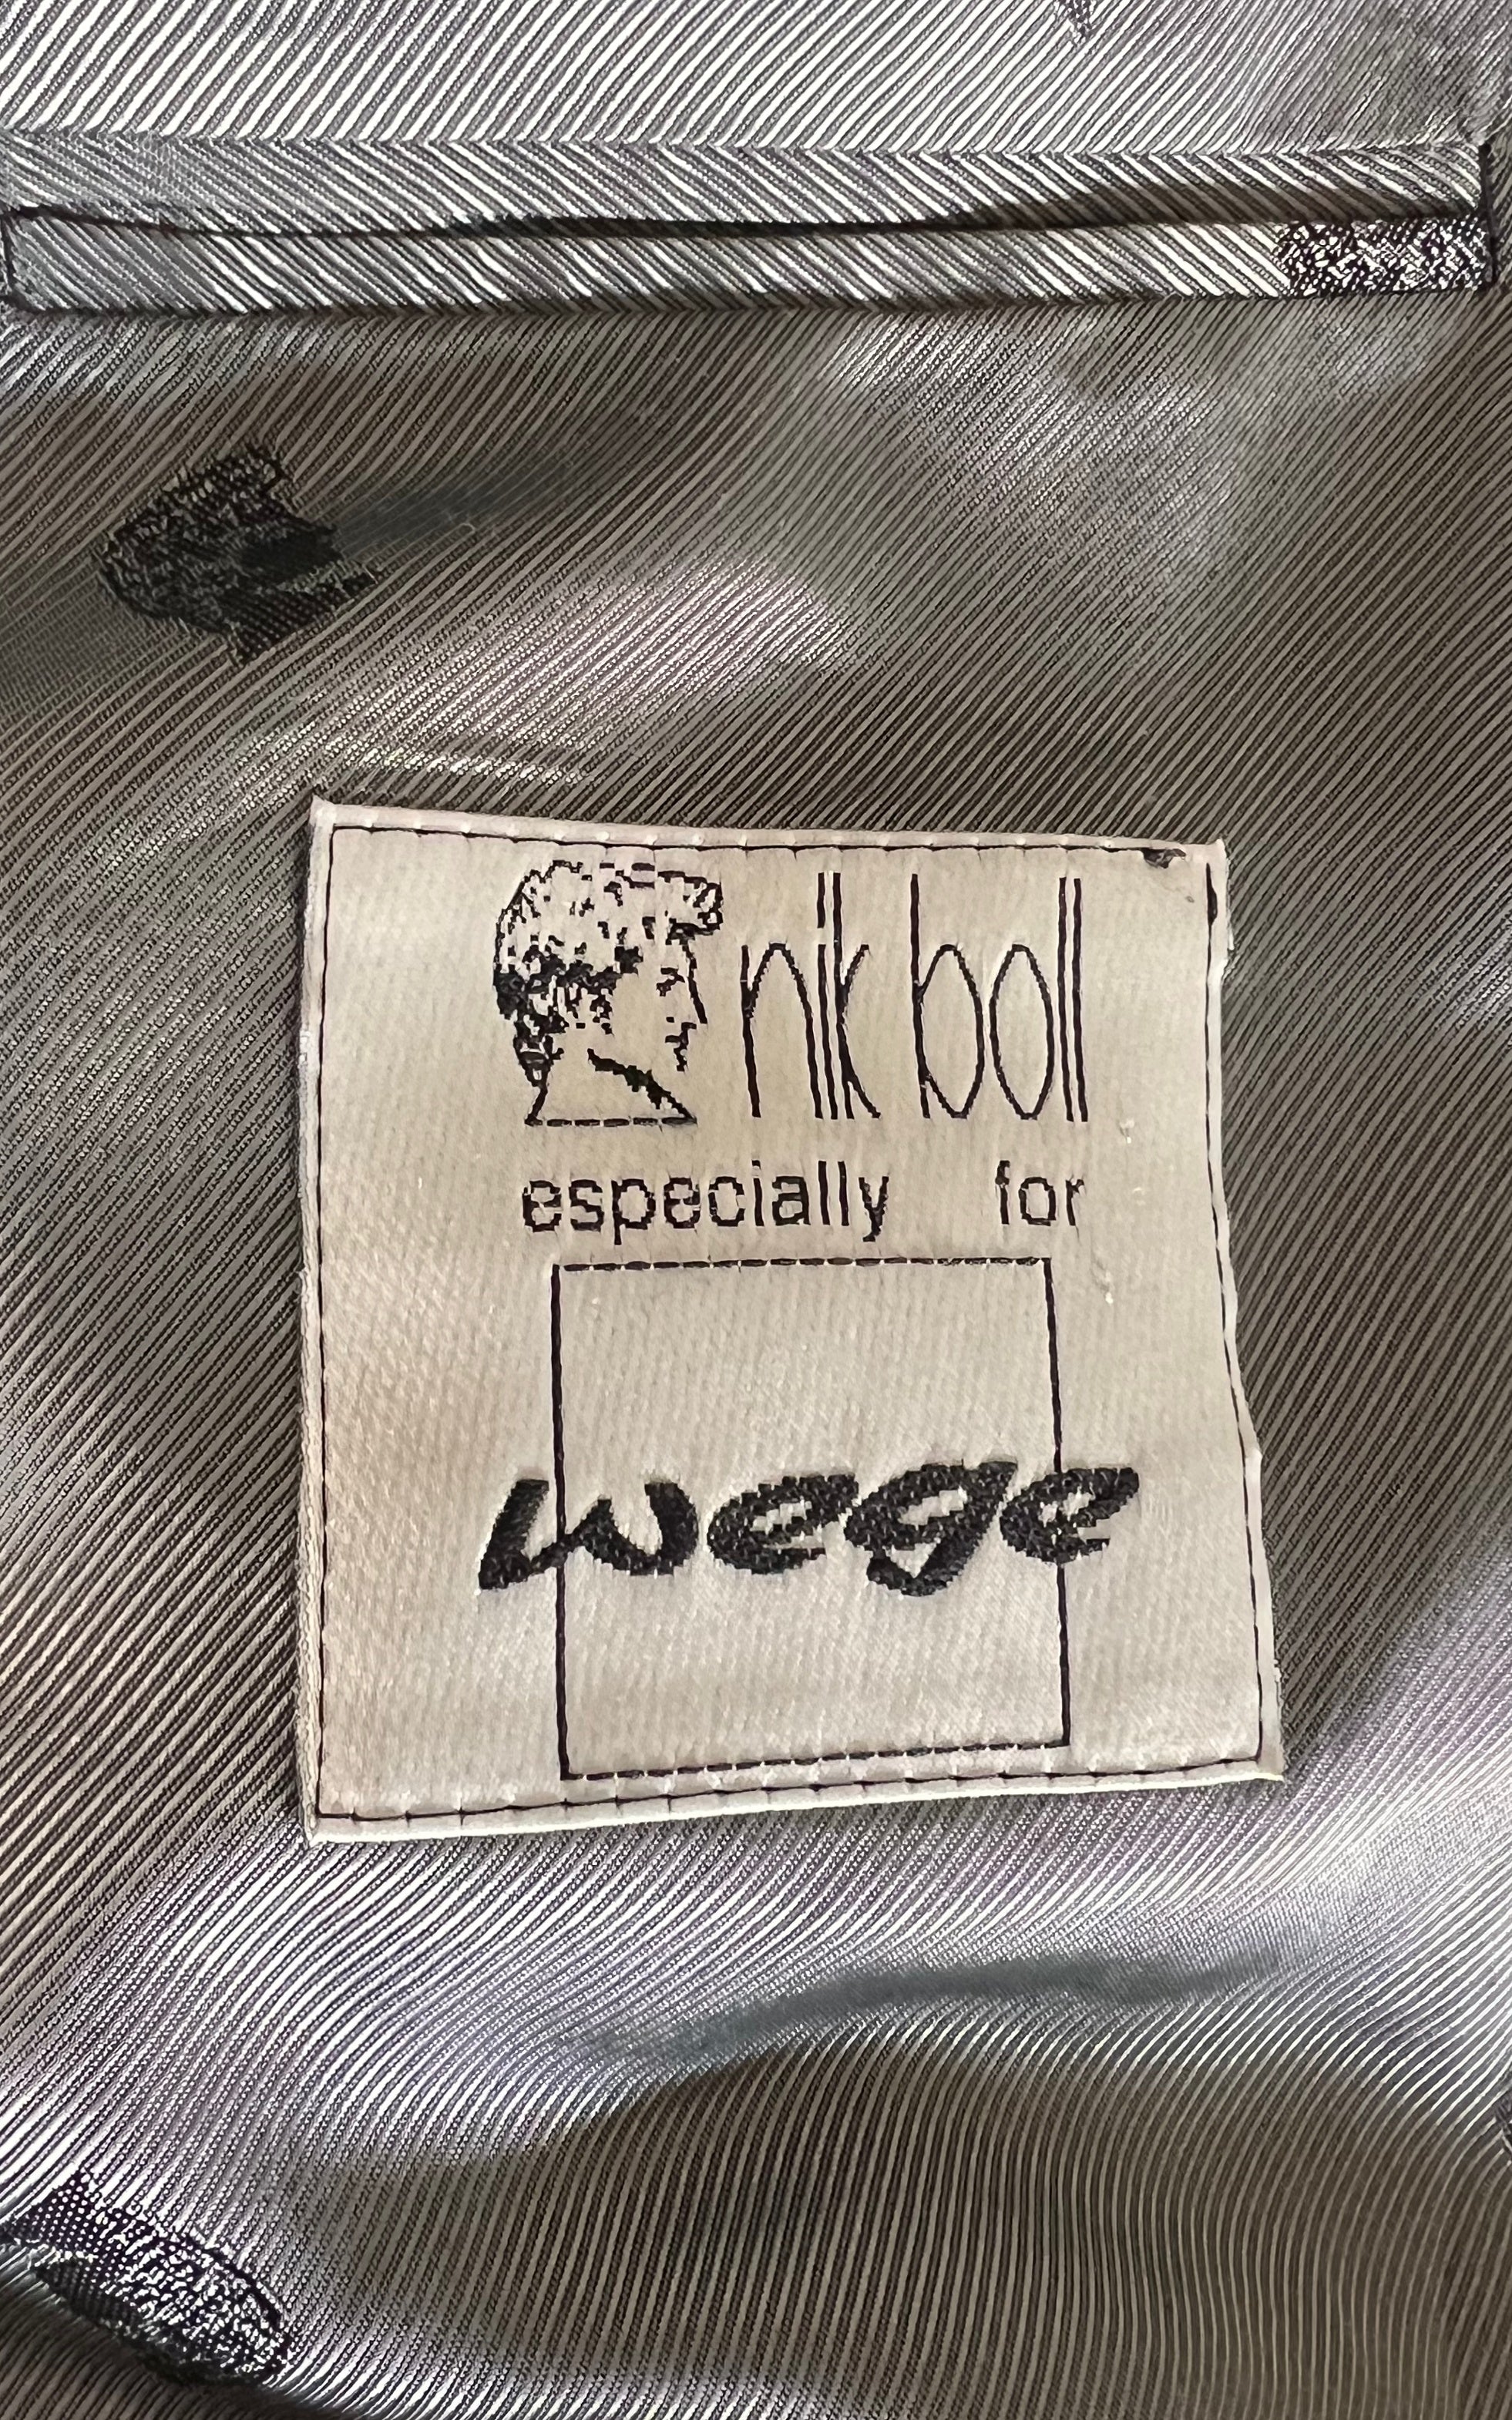 nik boll
especially for
wege